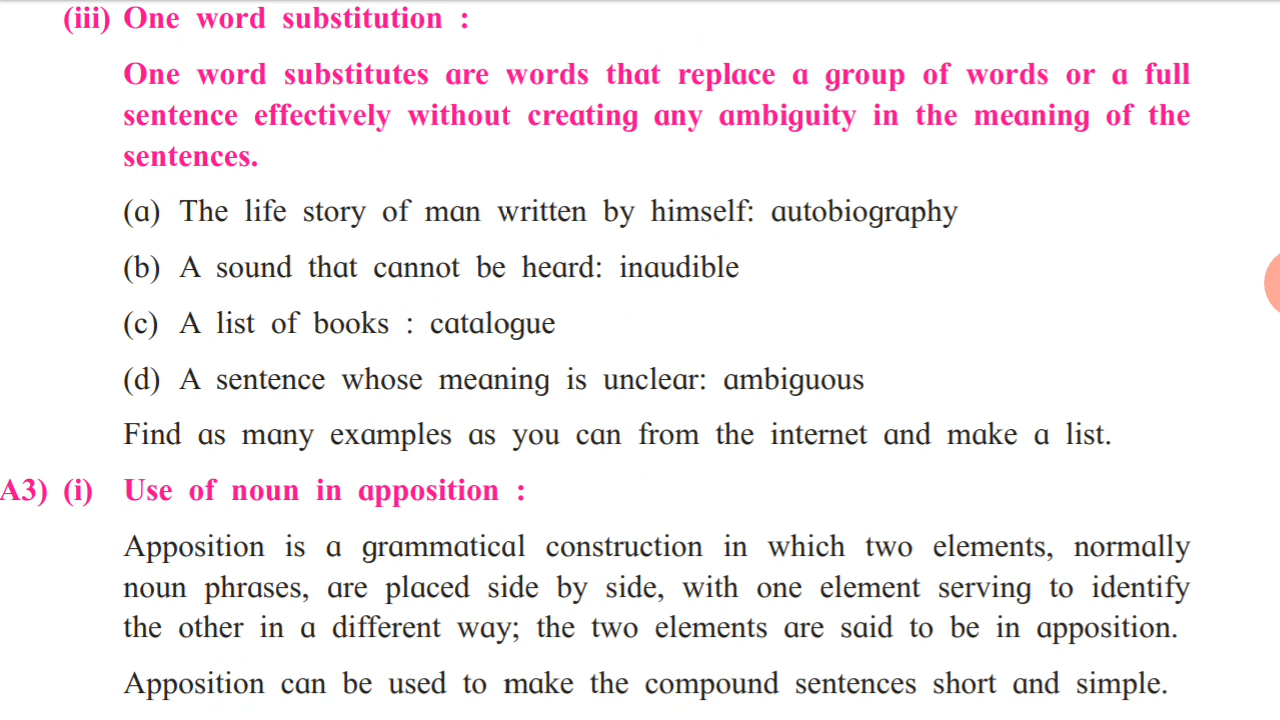 (iii) One word substitution :
One word substitutes are words that replace a group of words or a full
sentence effectively without creating any ambiguity in the meaning of the
sentences.
(a) The life story of man written by himself: autobiography
(b) A sound that cannot be heard: inaudible
(c) A list of books : catalogue
(d) A sentence whose meaning is unclear: ambiguous
Find as many examples as you can from the internet and make a list.
A3) (i) Use of noun in apposition :
Apposition is a grammatical construction in which two elements, normally
noun phrases, are placed side by side, with one element serving to identify
the other in a different way; the two elements are said to be in apposition.
Apposition can be used to make the compound sentences short and simple.